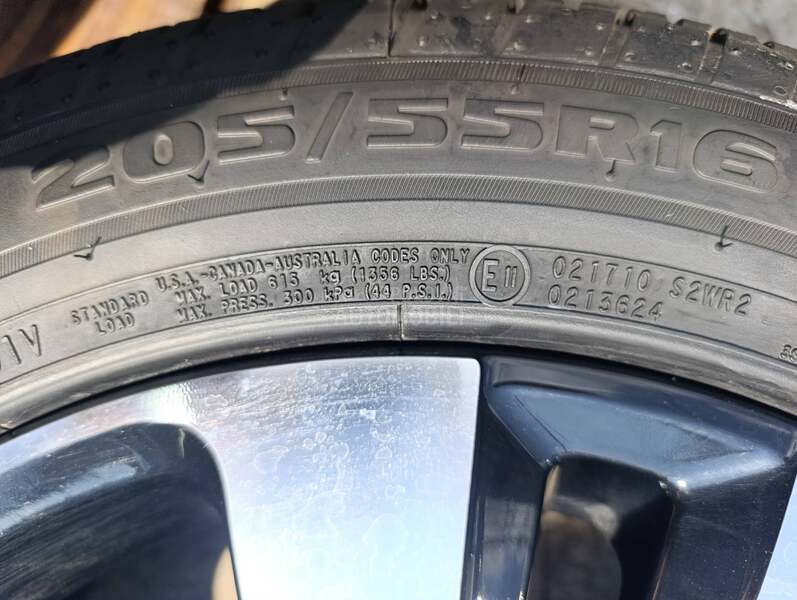 205/55R16
U.S.A.-CANADA-AUSTRALIA CODES ONLY
STANDARD LOAD
MAX. LOAD 615 kg (1356 LBS.)
MAX. PRESS. 300 kPa (44 P.S.I.)
E11
021710 S2WR2
0213624
1V